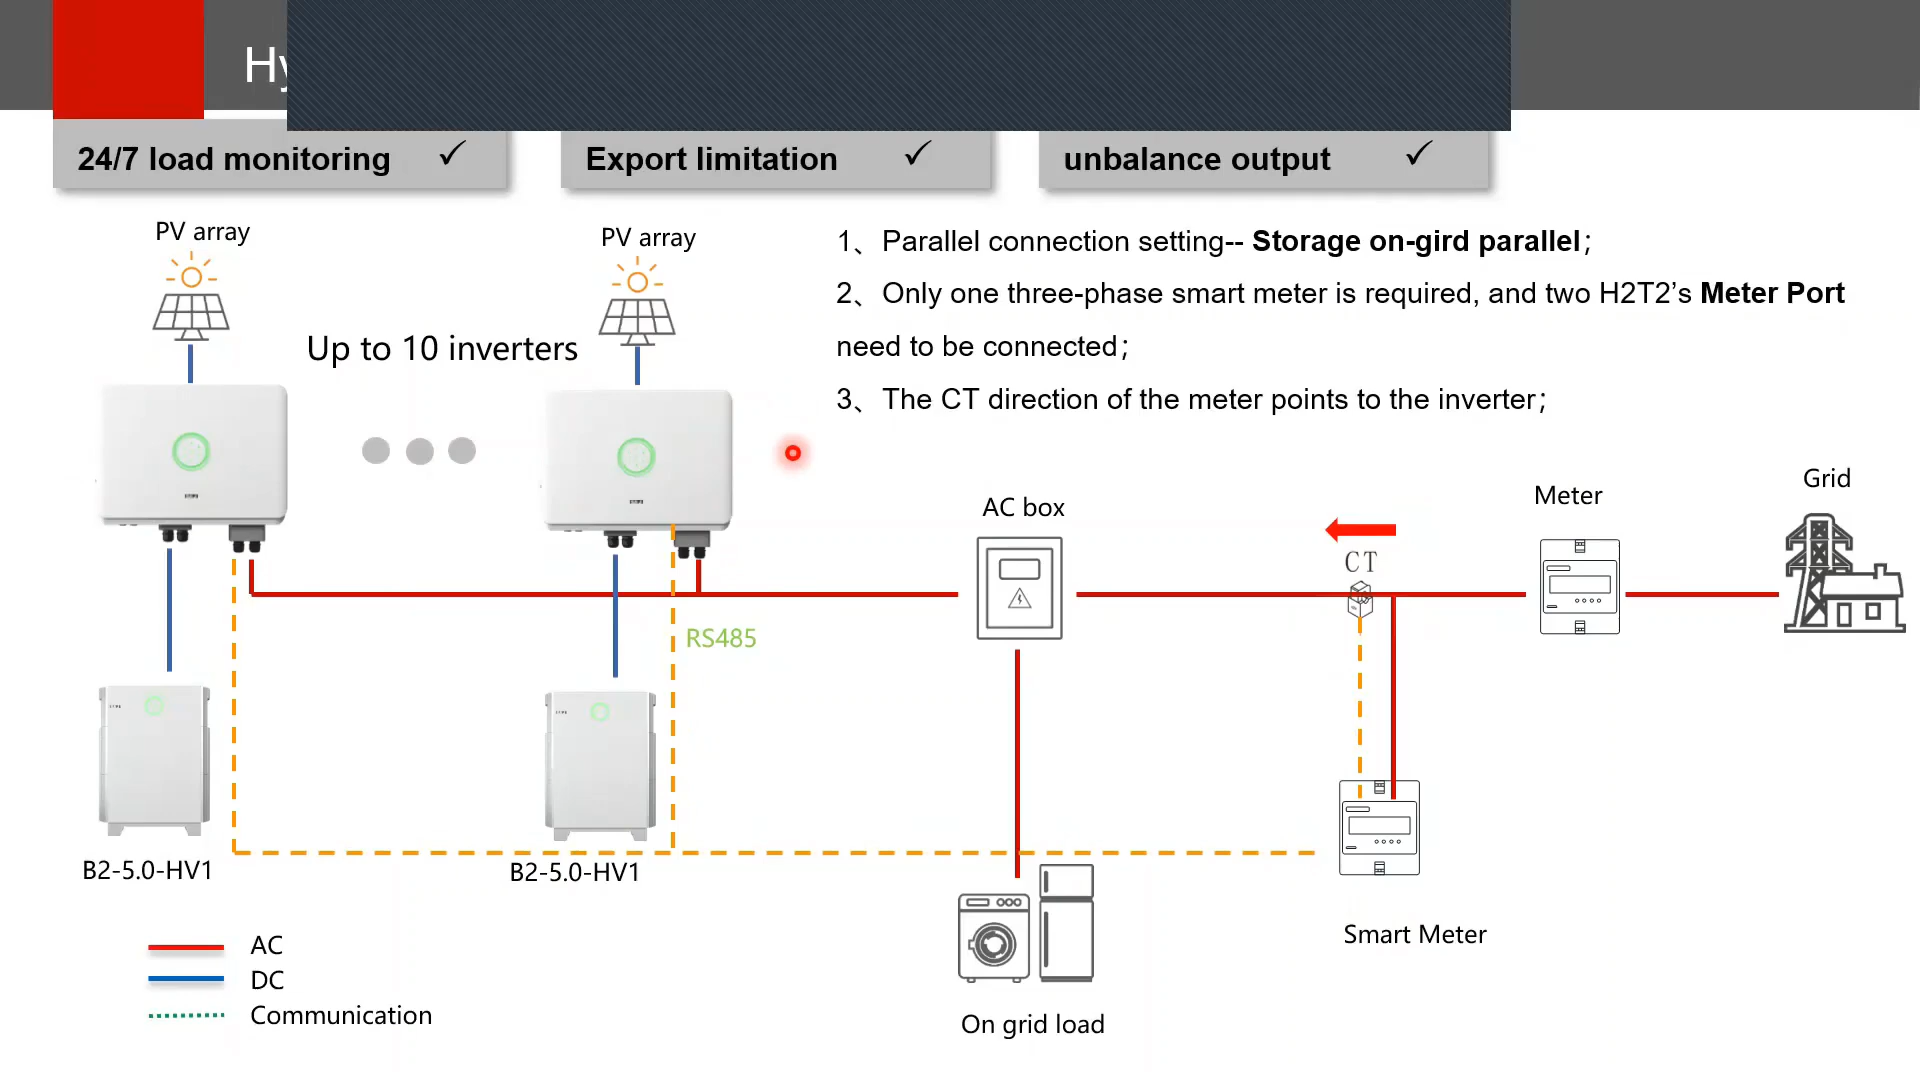 Hy
24/7 load monitoring ✓
Export limitation ✓
unbalance output ✓
PV array
PV array
Up to 10 inverters
1、Parallel connection setting-- Storage on-gird parallel；
2、Only one three-phase smart meter is required, and two H2T2’s Meter Port
need to be connected；
3、The CT direction of the meter points to the inverter；
AC box
CT
Meter
Grid
RS485
B2-5.0-HV1
B2-5.0-HV1
Smart Meter
On grid load
AC
DC
Communication